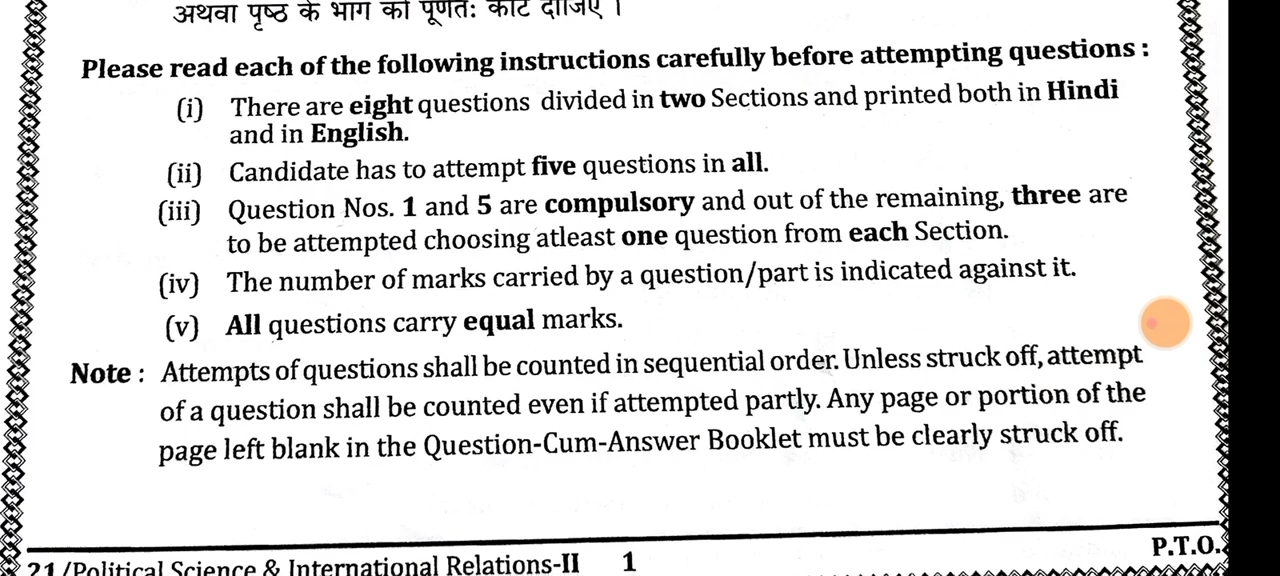 अथवा पृष्ठ के भाग को पूर्णतः काट दीजिए ।
Please read each of the following instructions carefully before attempting questions :
(i) There are eight questions divided in two Sections and printed both in Hindi
and in English.
(ii) Candidate has to attempt five questions in all.
(iii) Question Nos. 1 and 5 are compulsory and out of the remaining, three are
to be attempted choosing atleast one question from each Section.
(iv) The number of marks carried by a question/part is indicated against it.
(v) All questions carry equal marks.
Note : Attempts of questions shall be counted in sequential order. Unless struck off, attempt
of a question shall be counted even if attempted partly. Any page or portion of the
page left blank in the Question-Cum-Answer Booklet must be clearly struck off.
21/Political Science & International Relations-II 1 P.T.O.